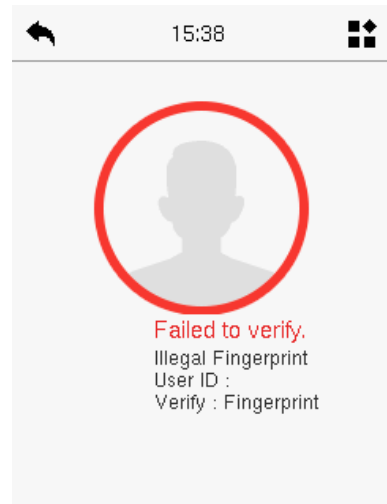 15:38
Failed to verify.
Illegal Fingerprint
User ID :
Verify : Fingerprint